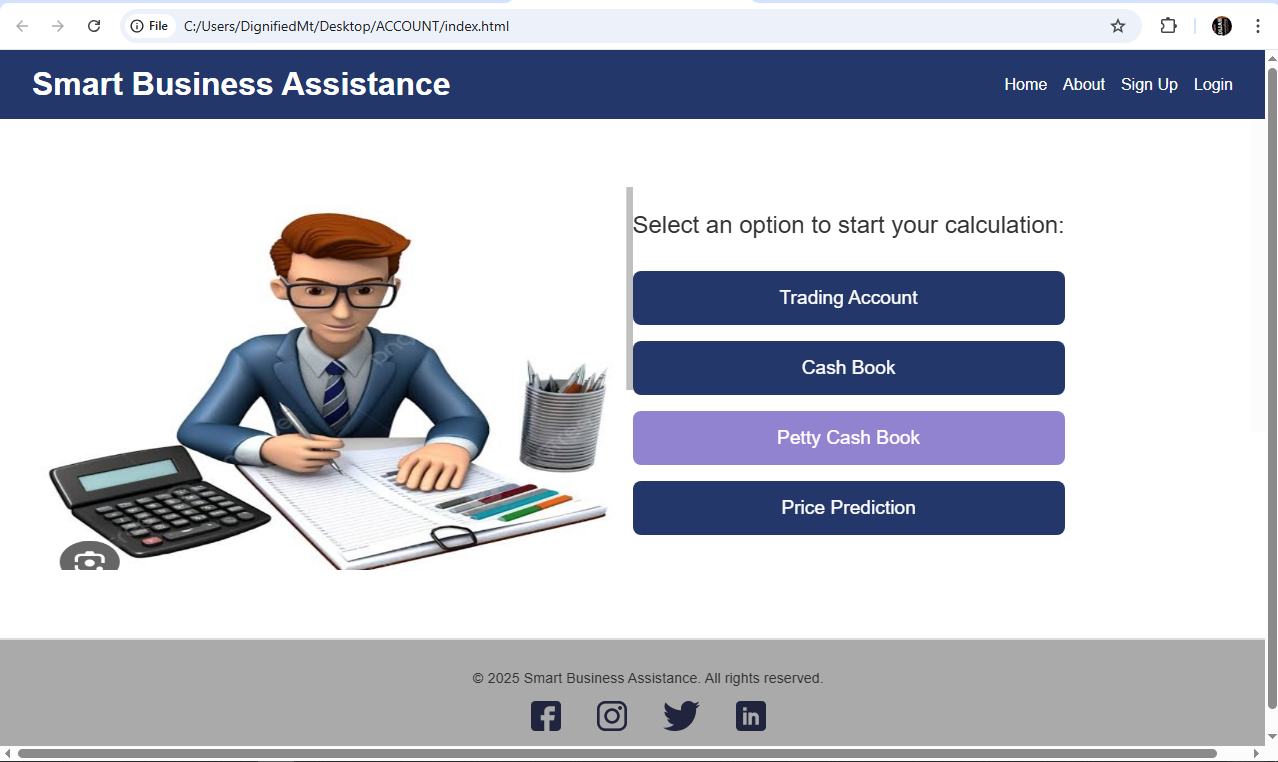 File
C:/Users/DignifiedMt/Desktop/ACCOUNT/index.html
Smart Business Assistance
Home About Sign Up Login
Select an option to start your calculation:
Trading Account
Cash Book
Petty Cash Book
Price Prediction
© 2025 Smart Business Assistance. All rights reserved.